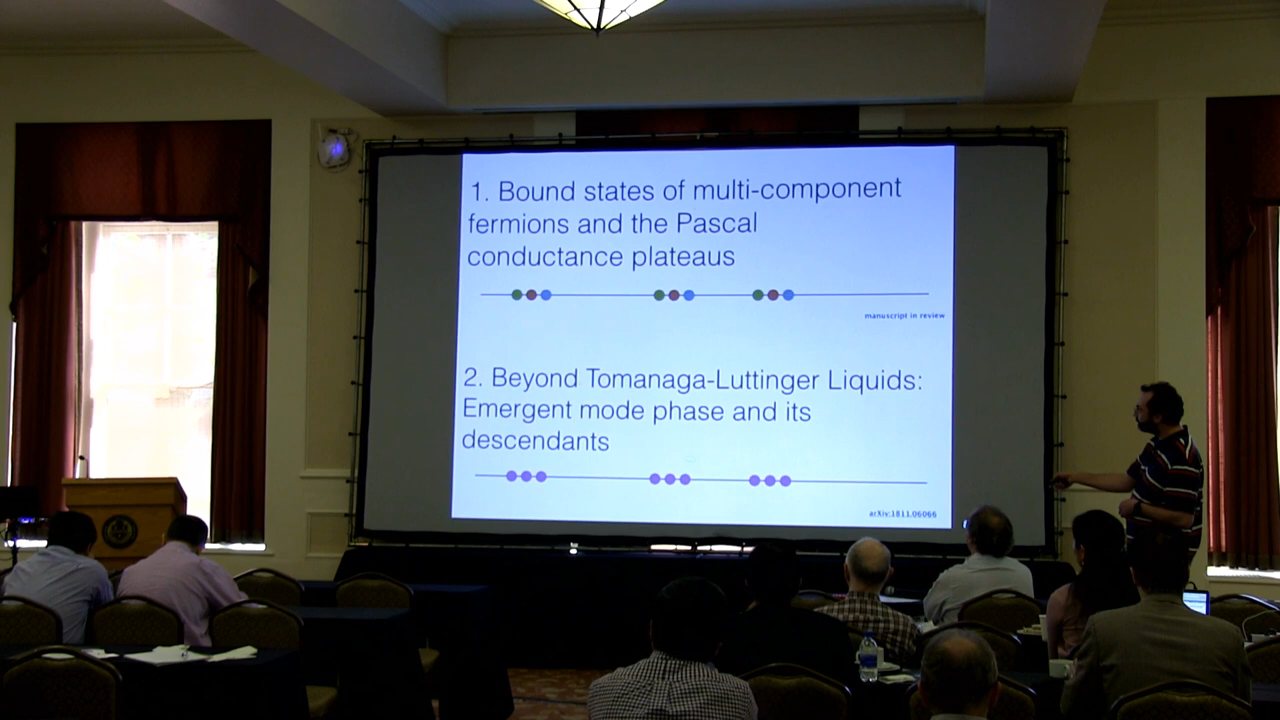 1. Bound states of multi-component
fermions and the Pascal
conductance plateaus
manuscript in review
2. Beyond Tomanaga-Luttinger Liquids:
Emergent mode phase and its
descendants
arXiv:1811.06066